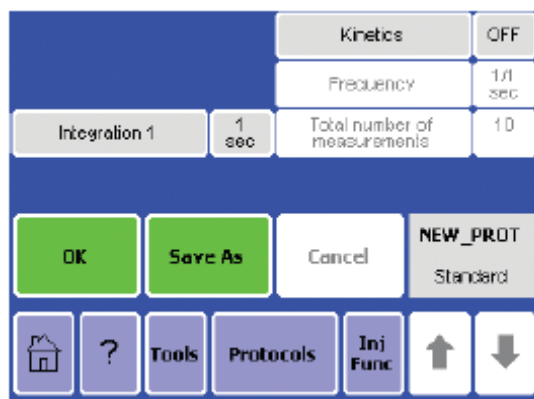 Kinetics OFF
Frequency 1/1
sec
Integration 1 1
sec
Total number of
measurements 10
OK Save As Cancel NEW_PROT
Standard
? Tools Protocols Inj
Func